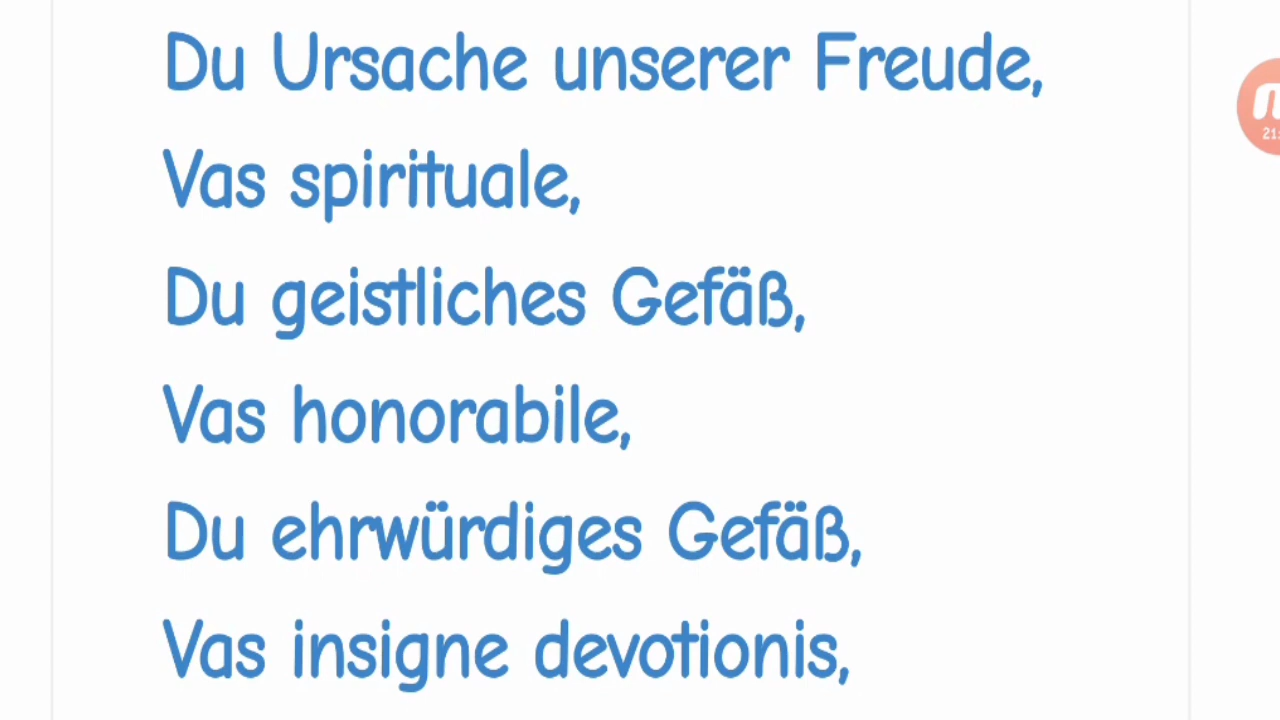 Du Ursache unserer Freude,
Vas spirituale,
Du geistliches Gefäß,
Vas honorabile,
Du ehrwürdiges Gefäß,
Vas insigne devotionis,